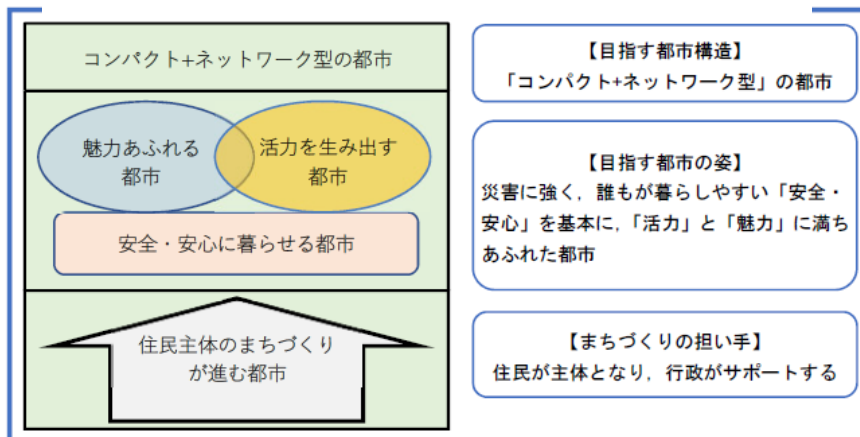 コンパクト+ネットワーク型の都市
魅力あふれる
都市
活力を生み出す
都市
安全・安心に暮らせる都市
住民主体のまちづくり
が進む都市
【目指す都市構造】
「コンパクト+ネットワーク型」の都市
【目指す都市の姿】
災害に強く，誰もが暮らしやすい「安全・
安心」を基本に，「活力」と「魅力」に満ち
あふれた都市
【まちづくりの担い手】
住民が主体となり，行政がサポートする